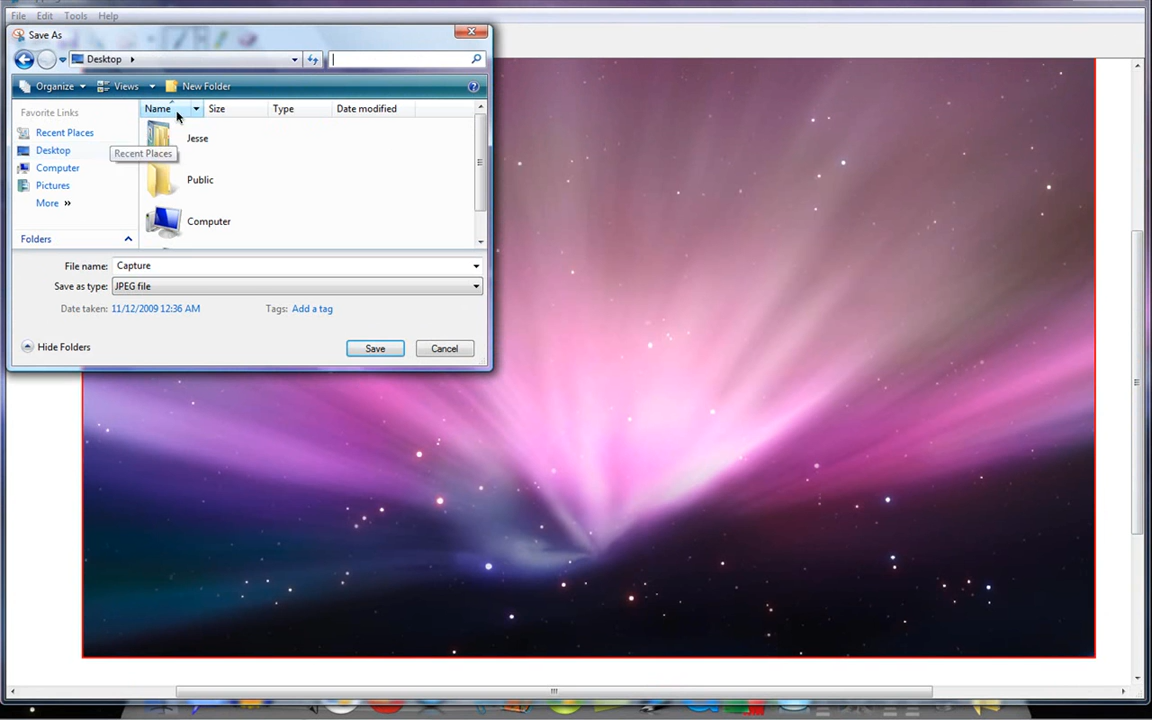 File Edit Tools Help
Save As
Desktop
Organize Views New Folder
Favorite Links
Recent Places
Desktop
Computer
Pictures
More »
Folders
Name Size Type Date modified
Jesse
Recent Places
Public
Computer
File name: Capture
Save as type: JPEG file
Date taken: 11/12/2009 12:36 AM Tags: Add a tag
Hide Folders Save Cancel